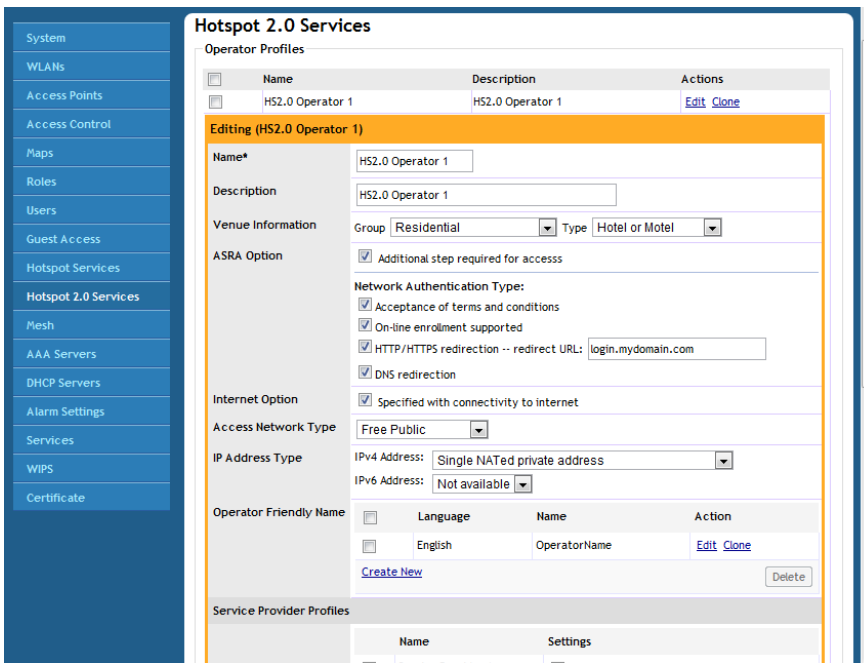 System
WLANs
Access Points
Access Control
Maps
Roles
Users
Guest Access
Hotspot Services
Hotspot 2.0 Services
Mesh
AAA Servers
DHCP Servers
Alarm Settings
Services
WIPS
Certificate
Hotspot 2.0 Services
Operator Profiles
Name Description Actions
HS2.0 Operator 1 HS2.0 Operator 1 Edit Clone
Editing (HS2.0 Operator 1)
Name* HS2.0 Operator 1
Description HS2.0 Operator 1
Venue Information Group Residential Type Hotel or Motel
ASRA Option Additional step required for accesss
Network Authentication Type:
Acceptance of terms and conditions
On-line enrollment supported
HTTP/HTTPS redirection -- redirect URL: login.mydomain.com
DNS redirection
Internet Option Specified with connectivity to internet
Access Network Type Free Public
IP Address Type IPv4 Address: Single NATed private address
IPv6 Address: Not available
Operator Friendly Name Language Name Action
English OperatorName Edit Clone
Create New Delete
Service Provider Profiles
Name Settings